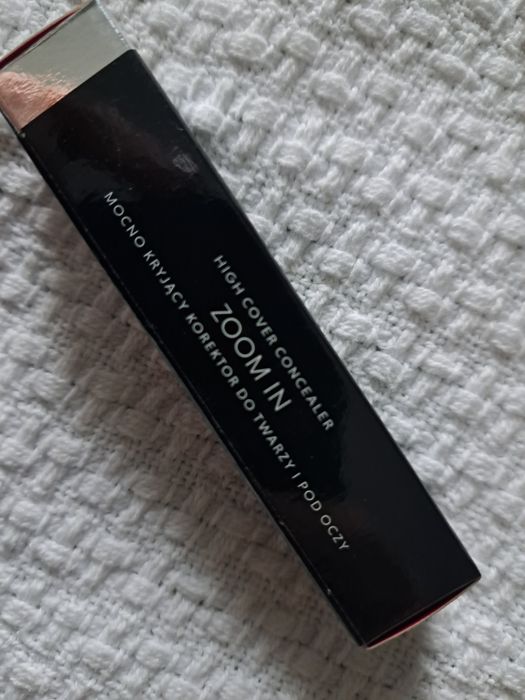 HIGH COVER CONCEALER
ZOOM IN
MOCNO KRYJĄCY KOREKTOR DO TWARZY I POD OCZY